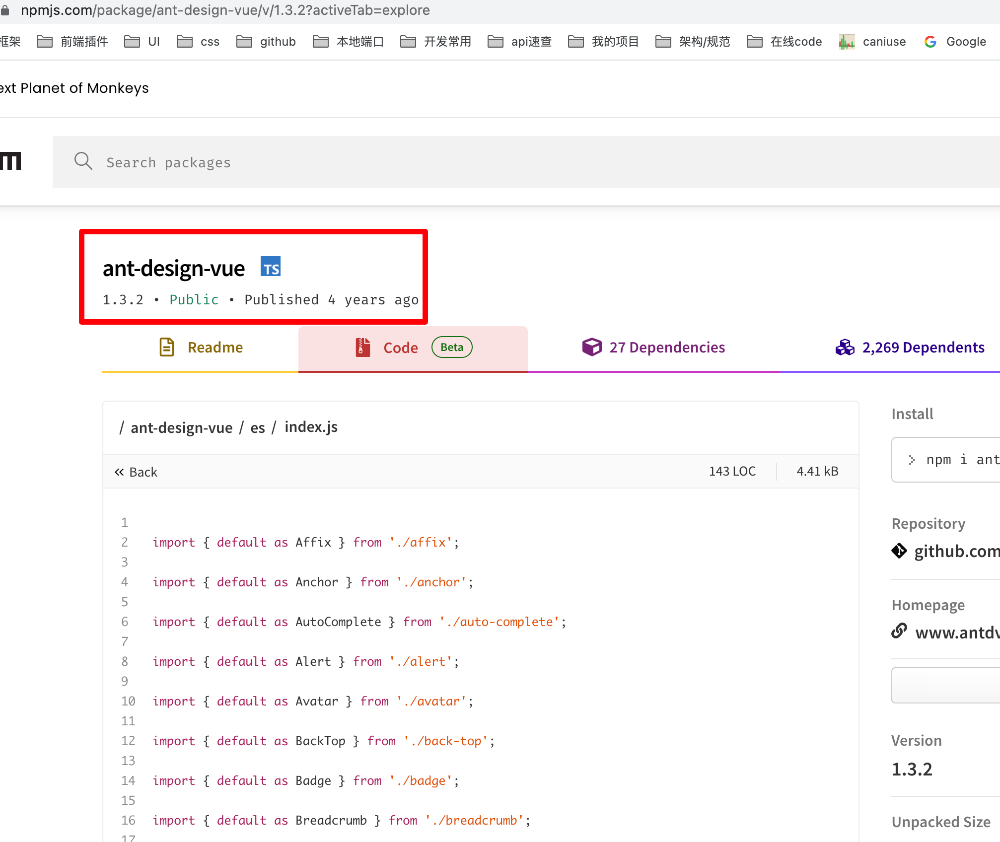 npmjs.com/package/ant-design-vue/v/1.3.2?activeTab=explore
框架 前端插件 UI css github 本地端口 开发常用 api速查 我的项目 架构/规范 在线code caniuse Google
ext Planet of Monkeys
m
Search packages
ant-design-vue TS
1.3.2 • Public • Published 4 years ago
Readme
Code Beta
27 Dependencies
2,269 Dependents
/ ant-design-vue / es / index.js
« Back
143 LOC
4.41 kB
1
2 import { default as Affix } from './affix';
3
4 import { default as Anchor } from './anchor';
5
6 import { default as AutoComplete } from './auto-complete';
7
8 import { default as Alert } from './alert';
9
10 import { default as Avatar } from './avatar';
11
12 import { default as BackTop } from './back-top';
13
14 import { default as Badge } from './badge';
15
16 import { default as Breadcrumb } from './breadcrumb';
17
Install
> npm i ant
Repository
github.com
Homepage
www.antdv
Version
1.3.2
Unpacked Size